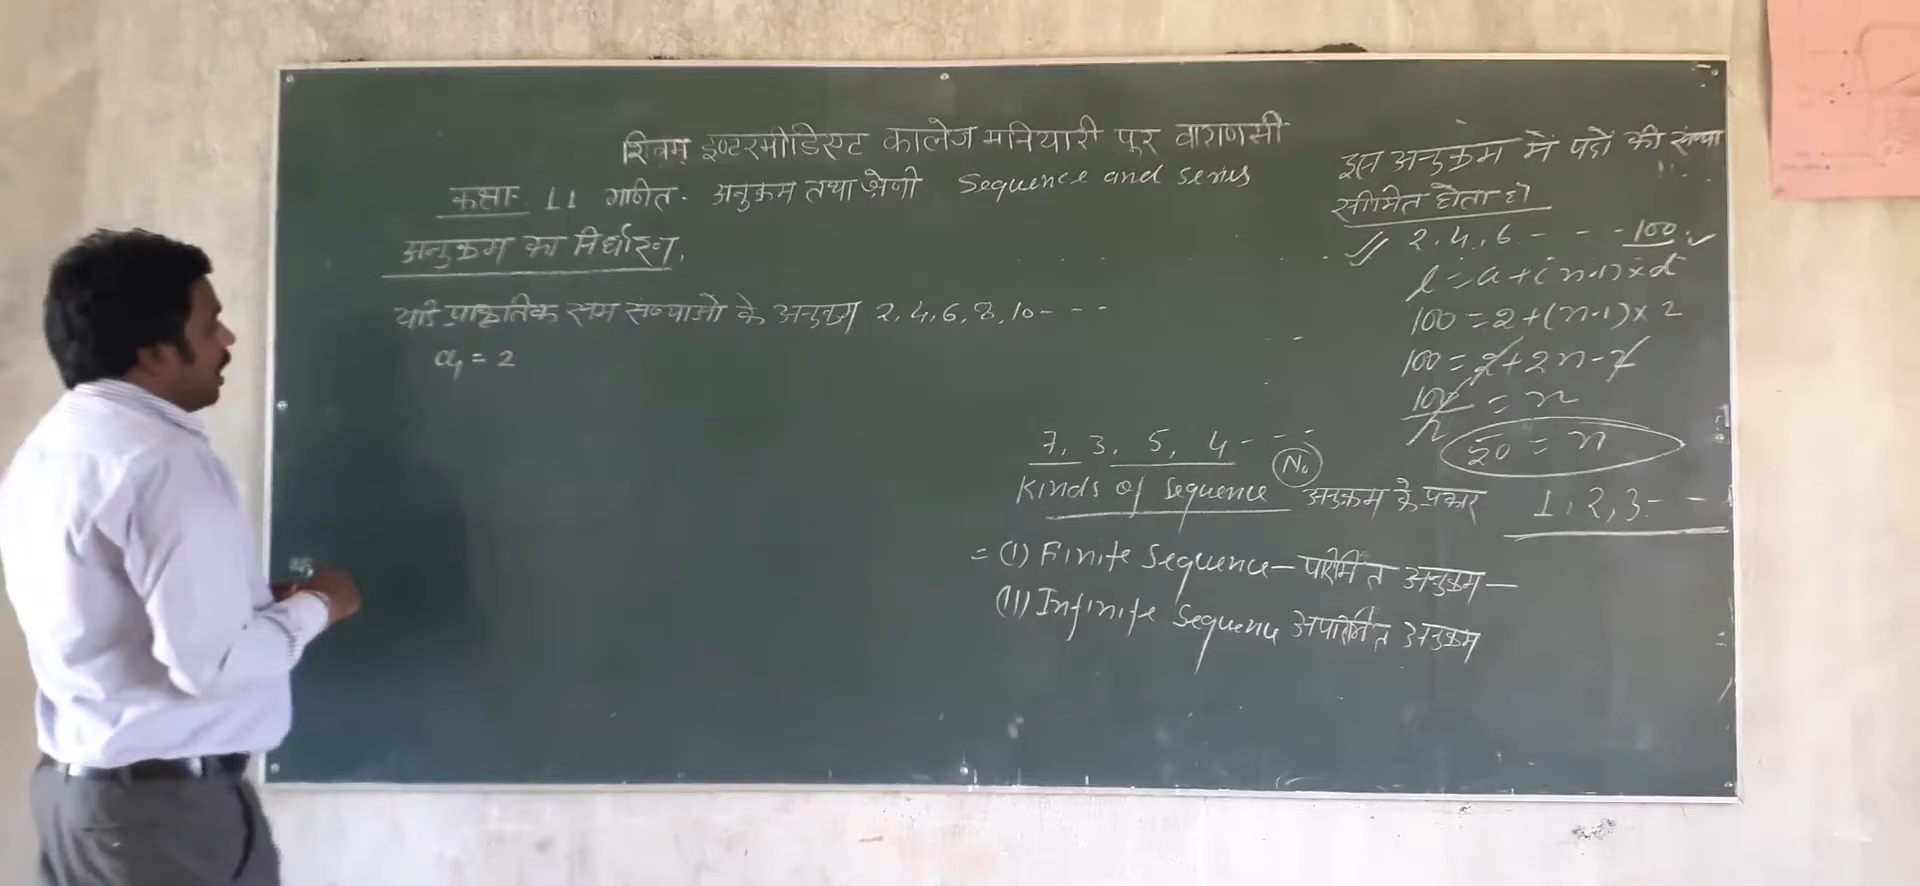 शिवम् इण्टरमीडिएट कालेज मनियारी पुर वाराणसी
कक्षा- 11 गणित- अनुक्रम तथा श्रेणी Sequence and series
अनुक्रम का निर्धारण,
यदि प्राकृतिक सम संख्याओ के अनुक्रम 2, 4, 6, 8, 10- - -
a₁ = 2
7, 3, 5, 4- - -
No
Kinds of sequence अनुक्रम के प्रकार 1, 2, 3- - -
= (I) Finite Sequence - परिमित अनुक्रम -
(II) Infinite Sequence अपरिमित अनुक्रम
इस अनुक्रम में पदों की संख्या
सीमित होता है
2, 4, 6 - - - 100
l = a + (n-1) × d
100 = 2 + (n-1) × 2
100 = 2 + 2n - 2
100/2 = n
50 = n